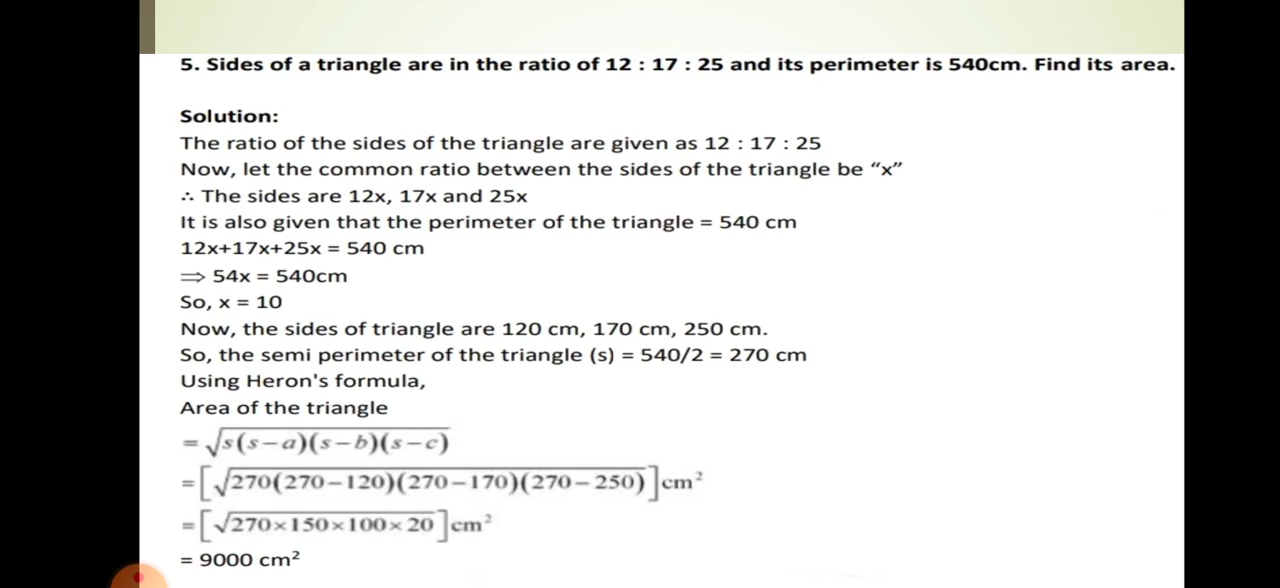 5. Sides of a triangle are in the ratio of 12 : 17 : 25 and its perimeter is 540cm. Find its area.
Solution:
The ratio of the sides of the triangle are given as 12 : 17 : 25
Now, let the common ratio between the sides of the triangle be “x”
∴ The sides are 12x, 17x and 25x
It is also given that the perimeter of the triangle = 540 cm
12x+17x+25x = 540 cm
⟹ 54x = 540cm
So, x = 10
Now, the sides of triangle are 120 cm, 170 cm, 250 cm.
So, the semi perimeter of the triangle (s) = 540/2 = 270 cm
Using Heron's formula,
Area of the triangle
= √s(s−a)(s−b)(s−c)
= [√270(270−120)(270−170)(270−250)] cm²
= [√270×150×100×20] cm²
= 9000 cm²